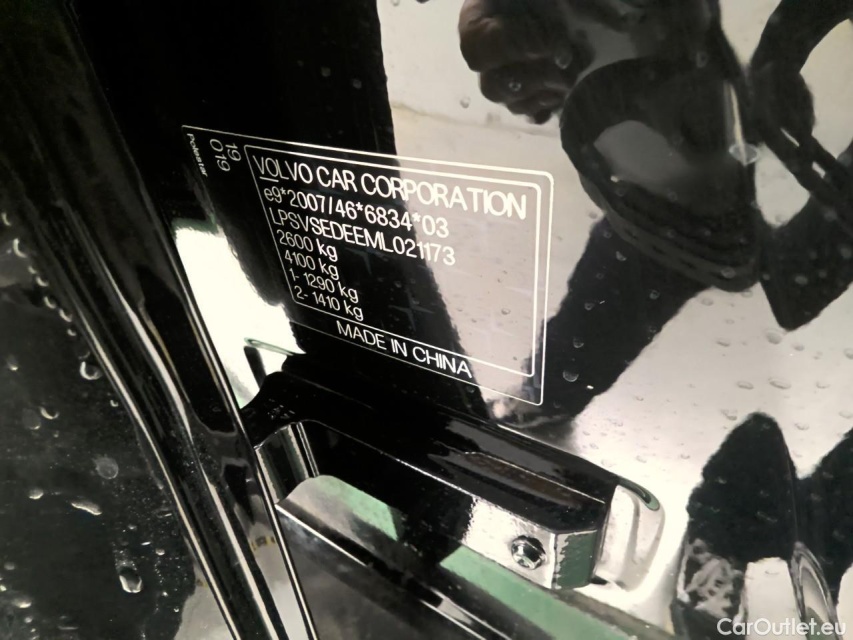 Polestar
19
019
VOLVO CAR CORPORATION
e9*2007/46*6834*03
LPSVSEDEEML021173
2600 kg
4100 kg
1- 1290 kg
2- 1410 kg
MADE IN CHINA
CarOutlet.eu